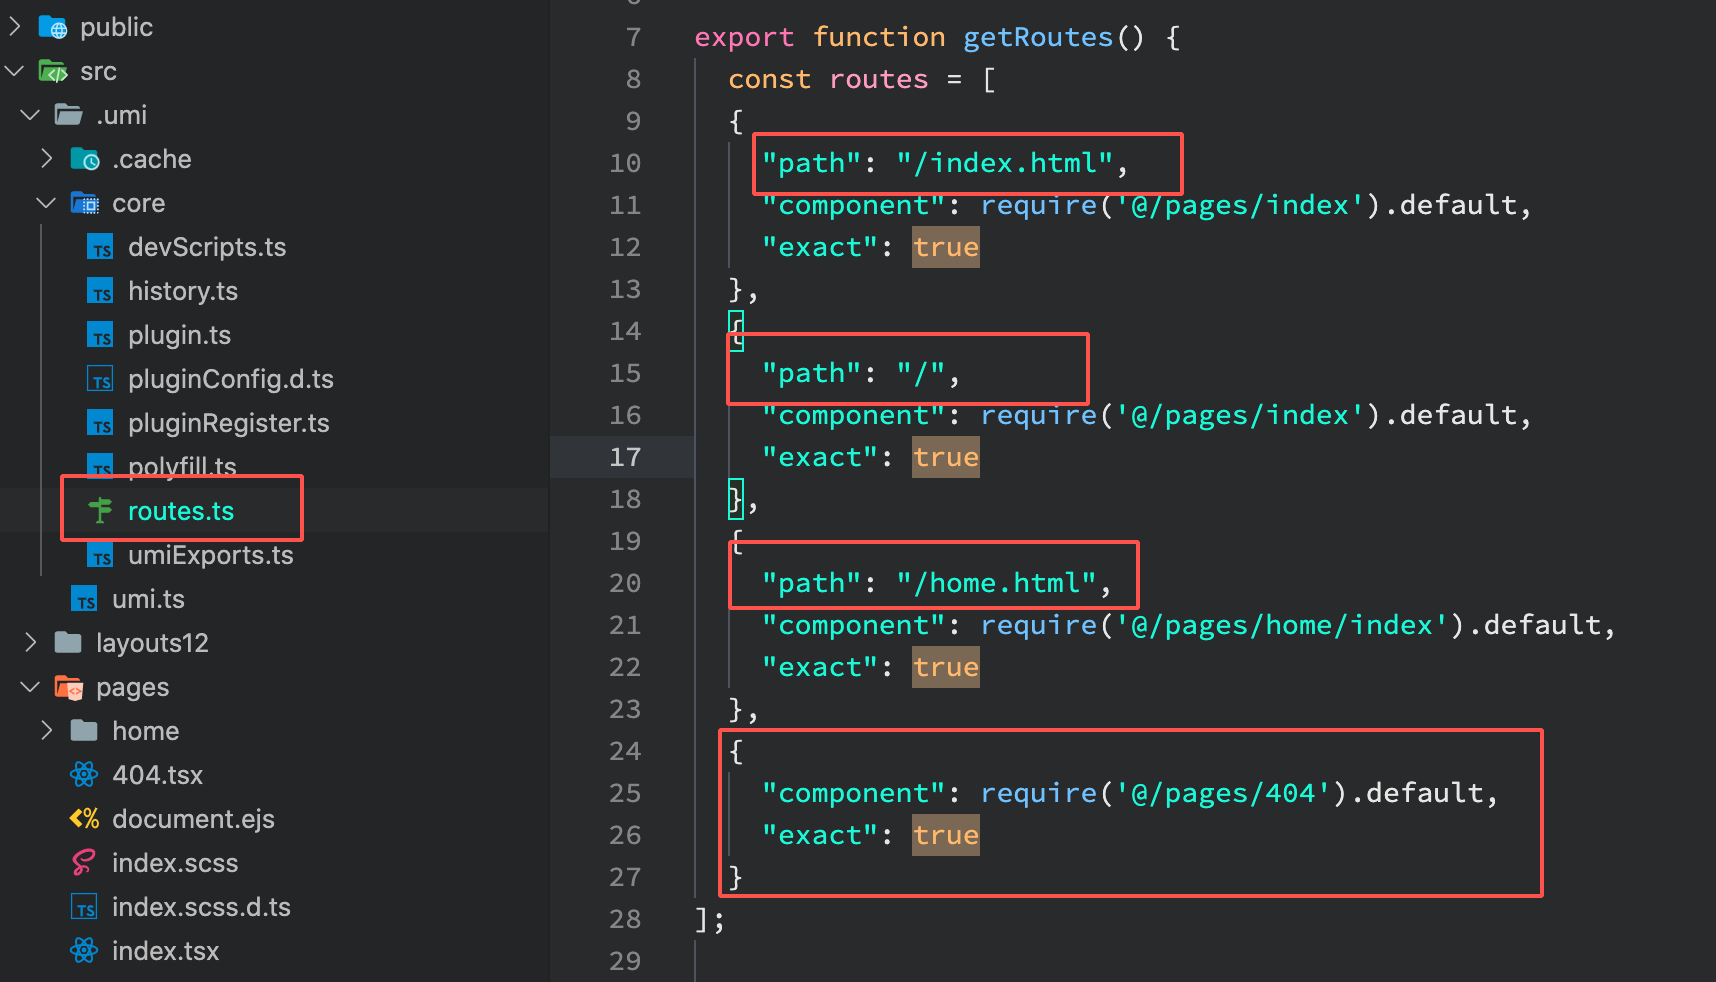 public
src
.umi
.cache
core
devScripts.ts
history.ts
plugin.ts
pluginConfig.d.ts
pluginRegister.ts
polyfill.ts
routes.ts
umiExports.ts
umi.ts
layouts12
pages
home
404.tsx
document.ejs
index.scss
index.scss.d.ts
index.tsx
7 export function getRoutes() {
8 const routes = [
9 {
10 "path": "/index.html",
11 "component": require('@/pages/index').default,
12 "exact": true
13 },
14 {
15 "path": "/",
16 "component": require('@/pages/index').default,
17 "exact": true
18 },
19 {
20 "path": "/home.html",
21 "component": require('@/pages/home/index').default,
22 "exact": true
23 },
24 {
25 "component": require('@/pages/404').default,
26 "exact": true
27 }
28 ];
29